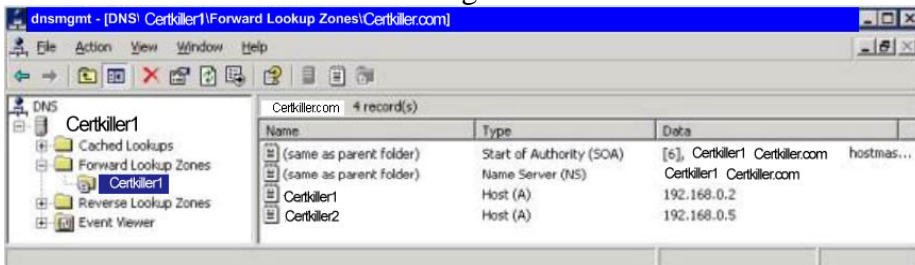 dnsmgmt - [DNS\ Certkiller1\Forward Lookup Zones\Certkiller.com]
File Action View Window Help
DNS
Certkiller1
Cached Lookups
Forward Lookup Zones
Certkiller1
Reverse Lookup Zones
Event Viewer
Certkiller.com 4 record(s)
Name Type Data
(same as parent folder) Start of Authority (SOA) [6], Certkiller1 Certkiller.com hostmas...
(same as parent folder) Name Server (NS) Certkiller1 Certkiller.com
Certkiller1 Host (A) 192.168.0.2
Certkiller2 Host (A) 192.168.0.5